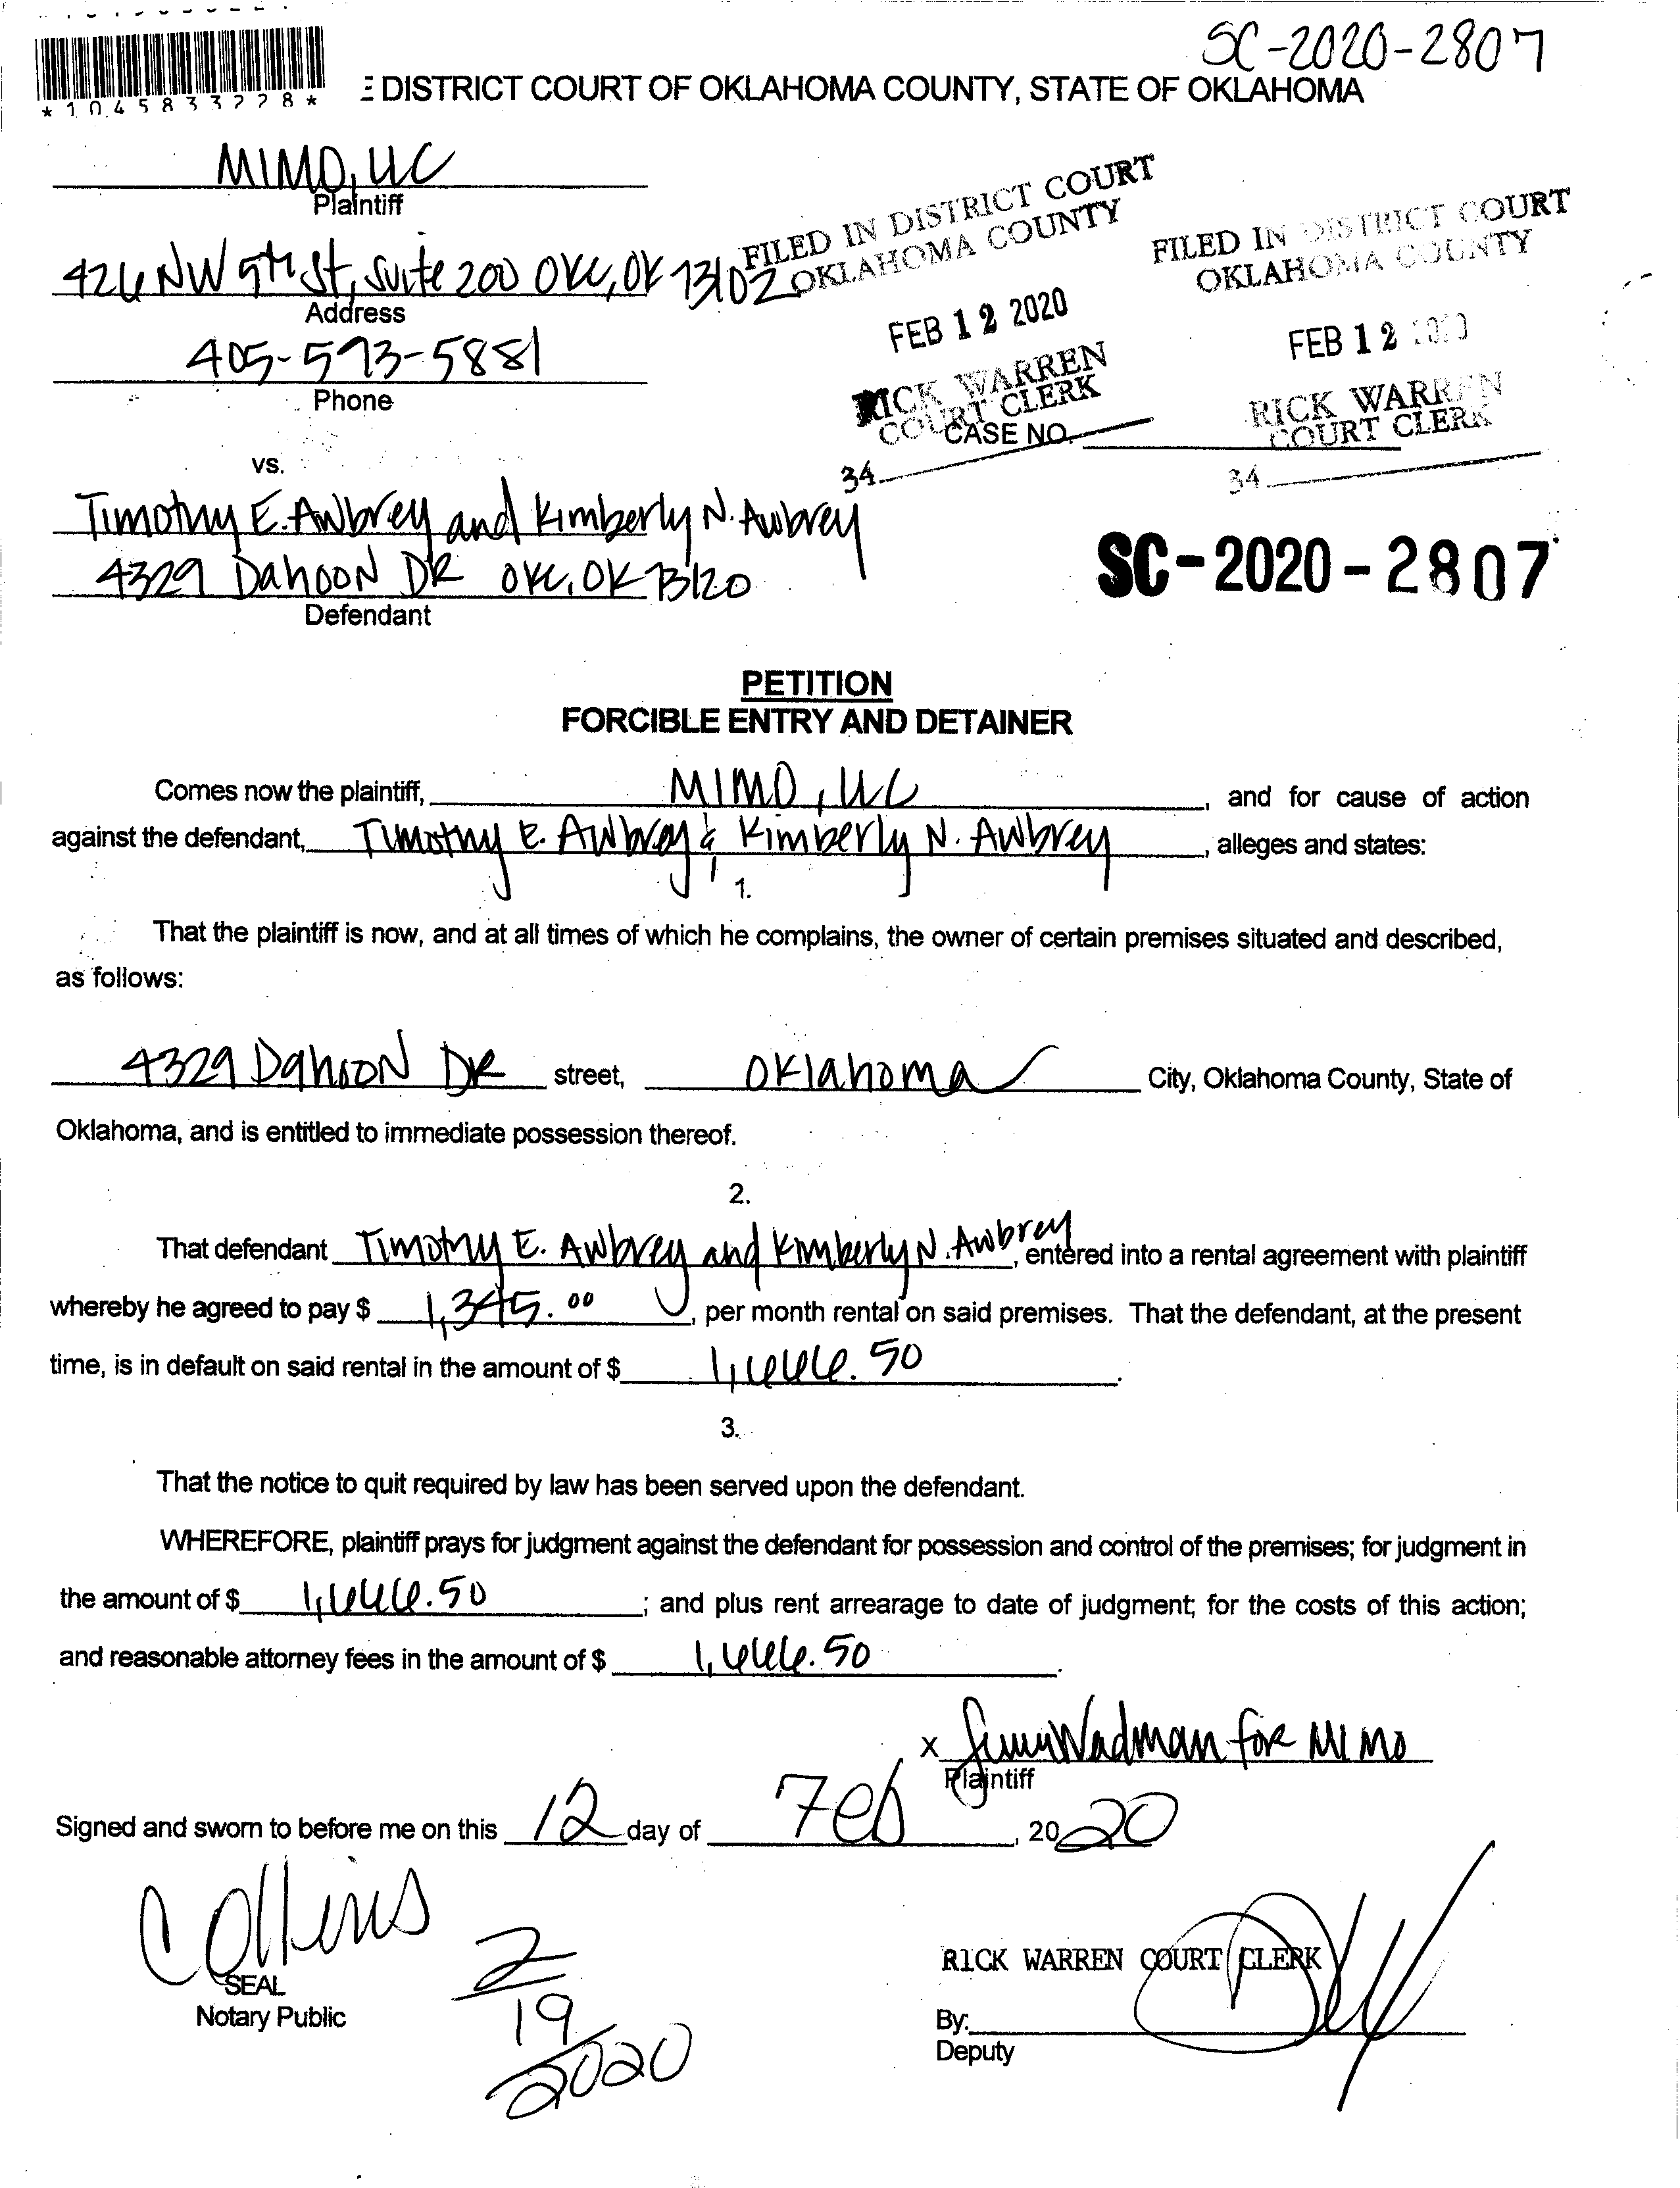 SC-2020-2807
*1045833228*
E DISTRICT COURT OF OKLAHOMA COUNTY, STATE OF OKLAHOMA
MIMO, LLC
Plaintiff
426 NW 5th St, Suite 200 OKC, OK 73102
Address
405-593-5881
Phone
FILED IN DISTRICT COURT
OKLAHOMA COUNTY
FEB 12 2020
RICK WARREN
COURT CLERK
34
FILED IN DISTRICT COURT
OKLAHOMA COUNTY
FEB 12 2020
RICK WARREN
COURT CLERK
34
CASE NO.
vs.
Timothy E. Awbrey and Kimberly N. Awbrey
4329 Dahoon DR OKC, OK 73120
Defendant
SC-2020-2807
PETITION
FORCIBLE ENTRY AND DETAINER
Comes now the plaintiff, MIMO, LLC, and for cause of action
against the defendant, Timothy E. Awbrey & Kimberly N. Awbrey, alleges and states:
1.
That the plaintiff is now, and at all times of which he complains, the owner of certain premises situated and described,
as follows:
4329 Dahoon DR street, Oklahoma City, Oklahoma County, State of
Oklahoma, and is entitled to immediate possession thereof.
2.
That defendant Timothy E. Awbrey and Kimberly N. Awbrey, entered into a rental agreement with plaintiff
whereby he agreed to pay $ 1,345.00, per month rental on said premises. That the defendant, at the present
time, is in default on said rental in the amount of $ 1,666.50.
3.
That the notice to quit required by law has been served upon the defendant.
WHEREFORE, plaintiff prays for judgment against the defendant for possession and control of the premises; for judgment in
the amount of $ 1,666.50; and plus rent arrearage to date of judgment; for the costs of this action;
and reasonable attorney fees in the amount of $ 1,666.50.
x Wadman for MIMO
Plaintiff
Signed and sworn to before me on this 12 day of Feb, 2020
Collins
SEAL
Notary Public
2/19/2020
RICK WARREN COURT CLERK
By:
Deputy